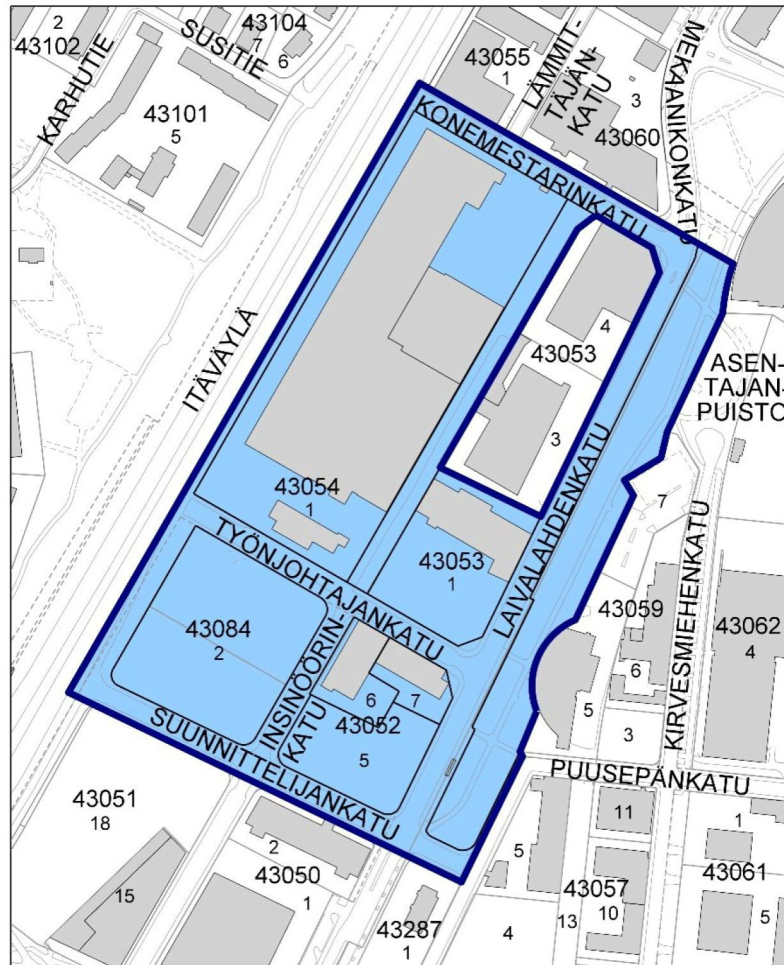 2
43102
43104
7
6
SUSITIE
KARHUTIE
43101
5
43055
1
LÄMMIT-
TÄJÄN-
KATU
3
43060
MEKAANIKONKATU
KONEMESTARINKATU
ITÄVÄYLÄ
4
43053
3
ASEN-
TAJAN-
PUISTO
43054
1
43053
1
LAIVALAHDENKATU
7
TYÖNJOHTAJANKATU
43084
2
INSINÖÖRIN-
KATU
6
7
43052
5
SUUNNITTELIJANKATU
43059
6
5
3
KIRVESMIEHENKATU
43062
4
PUUSEPÄNKATU
43051
18
15
2
43050
1
43287
1
5
4
11
43057
10
13
1
43061
5